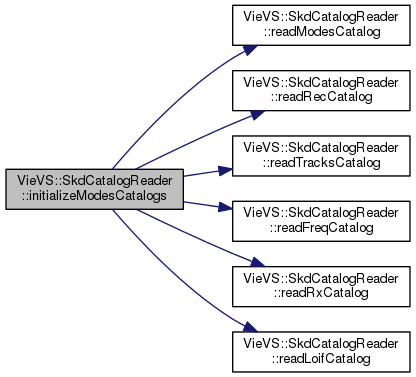 VieVS::SkdCatalogReader
::readModesCatalog
VieVS::SkdCatalogReader
::readRecCatalog
VieVS::SkdCatalogReader
::readTracksCatalog
VieVS::SkdCatalogReader
::initializeModesCatalogs
VieVS::SkdCatalogReader
::readFreqCatalog
VieVS::SkdCatalogReader
::readRxCatalog
VieVS::SkdCatalogReader
::readLoifCatalog